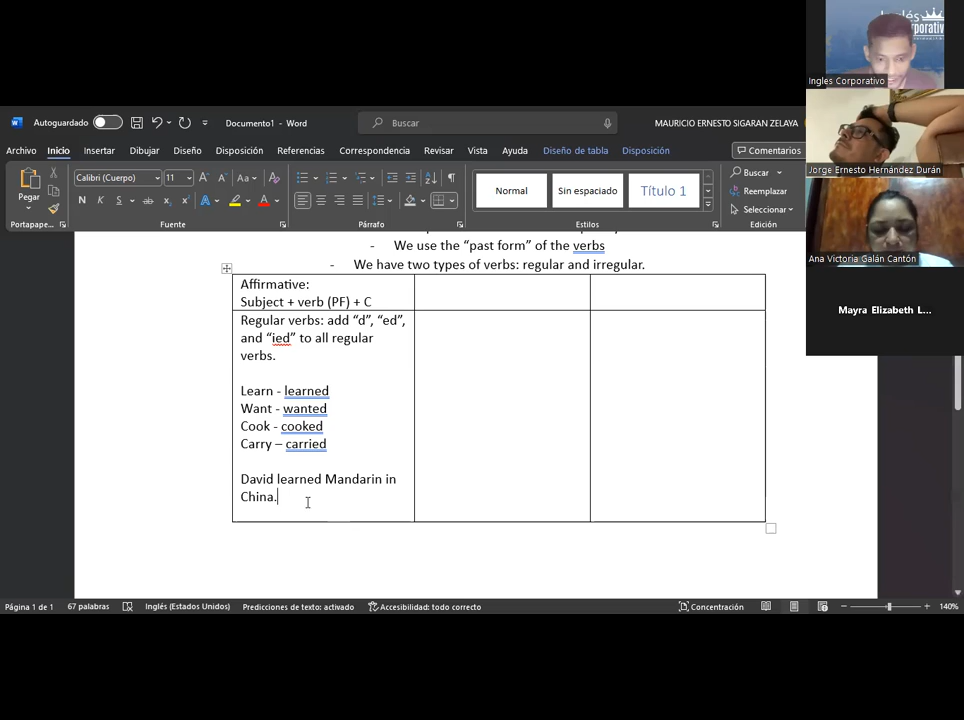 Inglés
Corporativo
Ingles Corporativo
Autoguardado
Documento1 - Word
Buscar
MAURICIO ERNESTO SIGARAN ZELAYA
Archivo Inicio Insertar Dibujar Diseño Disposición Referencias Correspondencia Revisar Vista Ayuda Diseño de tabla Disposición Comentarios
Jorge Ernesto Hernández Durán
Calibri (Cuerpo) 11
Pegar
Normal Sin espaciado Título 1
Buscar
Reemplazar
Seleccionar
Portapape... Fuente Párrafo Estilos Edición
- We use the “past form” of the verbs
- We have two types of verbs: regular and irregular.
Ana Victoria Galán Cantón
Affirmative:
Subject + verb (PF) + C
Regular verbs: add “d”, “ed”,
and “ied” to all regular
verbs.
Learn - learned
Want - wanted
Cook - cooked
Carry – carried
David learned Mandarin in
China.
Mayra Elizabeth L...
Página 1 de 1 67 palabras Inglés (Estados Unidos) Predicciones de texto: activado Accesibilidad: todo correcto Concentración 140%